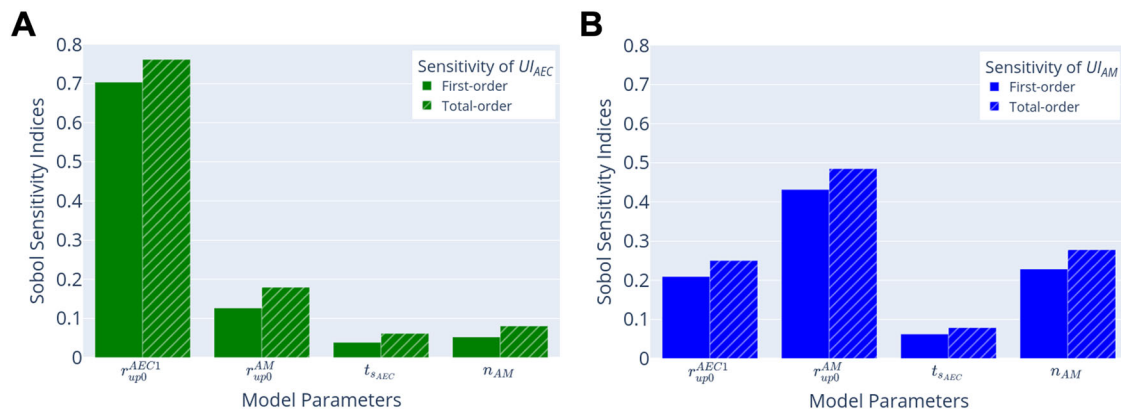 A
Sobol Sensitivity Indices
0.8
0.7
0.6
0.5
0.4
0.3
0.2
0.1
0
Sensitivity of UI_AEC
First-order
Total-order
r_up0^AEC1
r_up0^AM
t_s_AEC
n_AM
Model Parameters
B
Sobol Sensitivity Indices
0.8
0.7
0.6
0.5
0.4
0.3
0.2
0.1
0
Sensitivity of UI_AM
First-order
Total-order
r_up0^AEC1
r_up0^AM
t_s_AEC
n_AM
Model Parameters